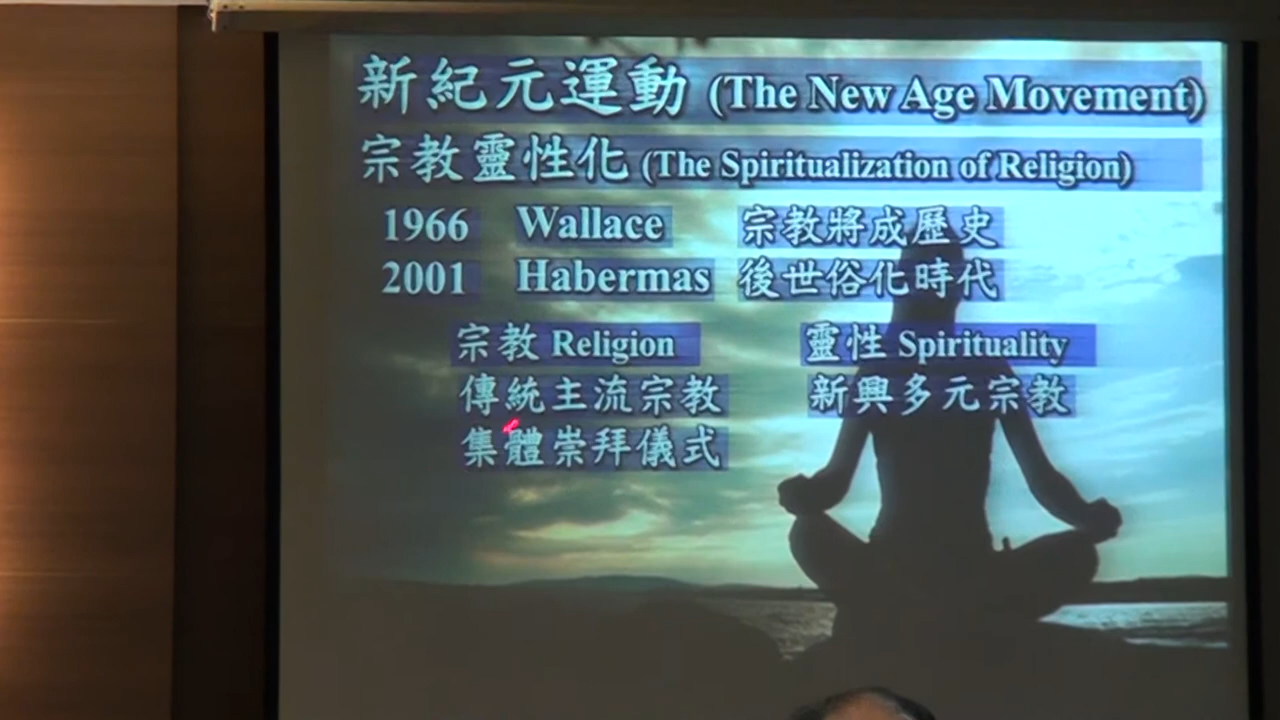 新紀元運動 (The New Age Movement)
宗教靈性化 (The Spiritualization of Religion)
1966 Wallace 宗教將成歷史
2001 Habermas 後世俗化時代
宗教 Religion 靈性 Spirituality
傳統主流宗教 新興多元宗教
集體崇拜儀式